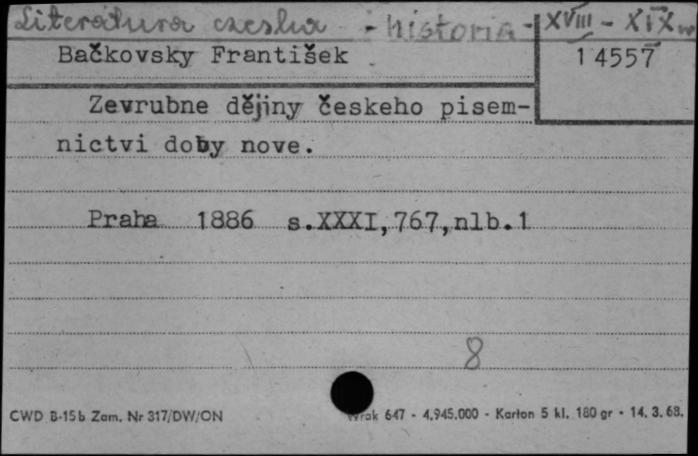 Literatura czeska - historia - XVIII - XIX w
Bačkovsky František
14557
Zevrubne dějiny českeho pisem-
nictvi doby nove.
Praha 1886 s.XXXI,767,nlb.1
8
CWD B-15b Zam. Nr 317/DW/ON
647 - 4.945.000 - Karton 5 kl. 180 gr - 14. 3. 68.